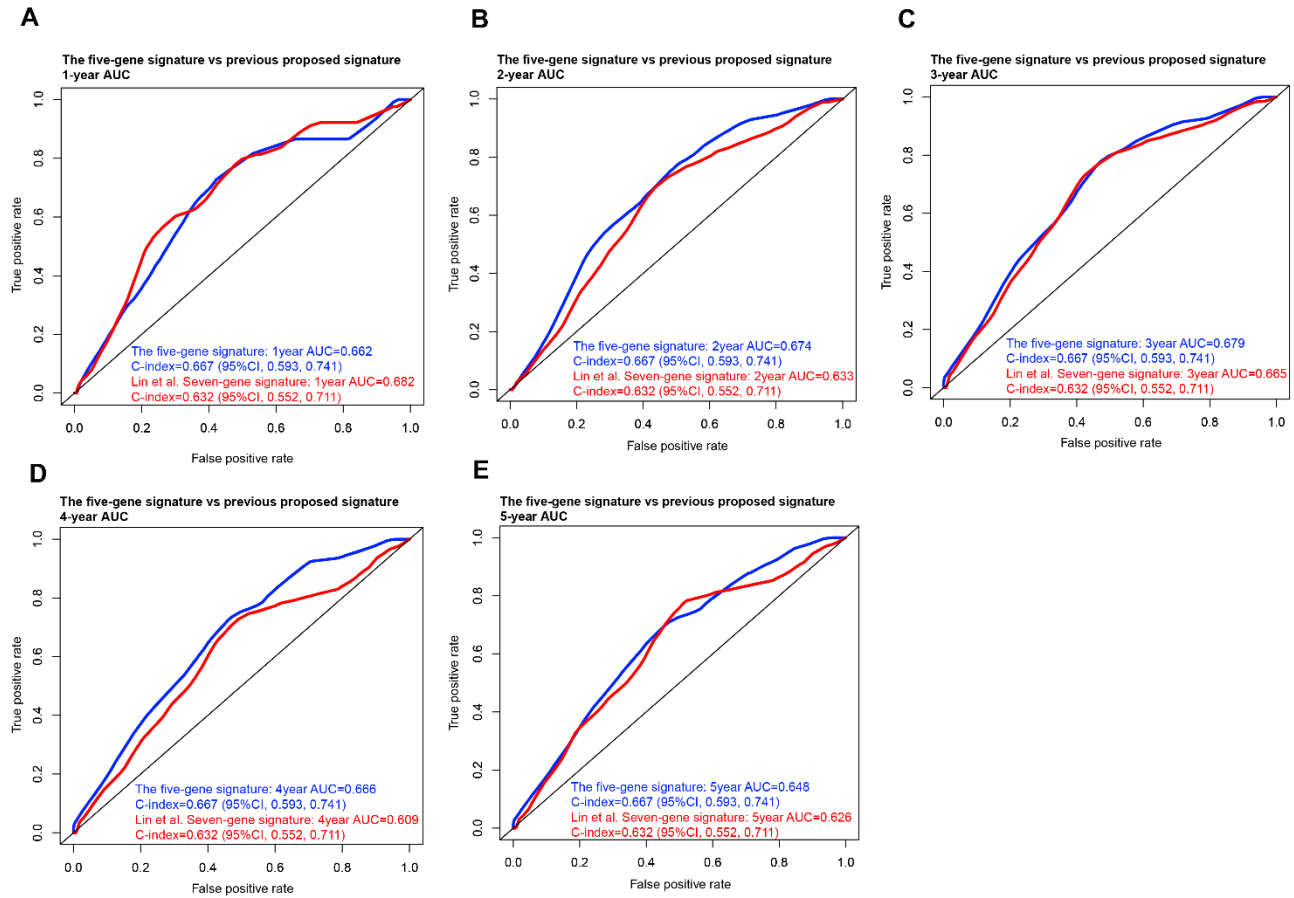 A
The five-gene signature vs previous proposed signature
1-year AUC
True positive rate
1.0
0.8
0.6
0.4
0.2
0.0
The five-gene signature: 1year AUC=0.662
C-index=0.667 (95%CI, 0.593, 0.741)
Lin et al. Seven-gene signature: 1year AUC=0.682
C-index=0.632 (95%CI, 0.552, 0.711)
0.0 0.2 0.4 0.6 0.8 1.0
False positive rate
B
The five-gene signature vs previous proposed signature
2-year AUC
True positive rate
1.0
0.8
0.6
0.4
0.2
0.0
The five-gene signature: 2year AUC=0.674
C-index=0.667 (95%CI, 0.593, 0.741)
Lin et al. Seven-gene signature: 2year AUC=0.633
C-index=0.632 (95%CI, 0.552, 0.711)
0.0 0.2 0.4 0.6 0.8 1.0
False positive rate
C
The five-gene signature vs previous proposed signature
3-year AUC
True positive rate
1.0
0.8
0.6
0.4
0.2
0.0
The five-gene signature: 3year AUC=0.679
C-index=0.667 (95%CI, 0.593, 0.741)
Lin et al. Seven-gene signature: 3year AUC=0.665
C-index=0.632 (95%CI, 0.552, 0.711)
0.0 0.2 0.4 0.6 0.8 1.0
False positive rate
D
The five-gene signature vs previous proposed signature
4-year AUC
True positive rate
1.0
0.8
0.6
0.4
0.2
0.0
The five-gene signature: 4year AUC=0.666
C-index=0.667 (95%CI, 0.593, 0.741)
Lin et al. Seven-gene signature: 4year AUC=0.609
C-index=0.632 (95%CI, 0.552, 0.711)
0.0 0.2 0.4 0.6 0.8 1.0
False positive rate
E
The five-gene signature vs previous proposed signature
5-year AUC
True positive rate
1.0
0.8
0.6
0.4
0.2
0.0
The five-gene signature: 5year AUC=0.648
C-index=0.667 (95%CI, 0.593, 0.741)
Lin et al. Seven-gene signature: 5year AUC=0.626
C-index=0.632 (95%CI, 0.552, 0.711)
0.0 0.2 0.4 0.6 0.8 1.0
False positive rate